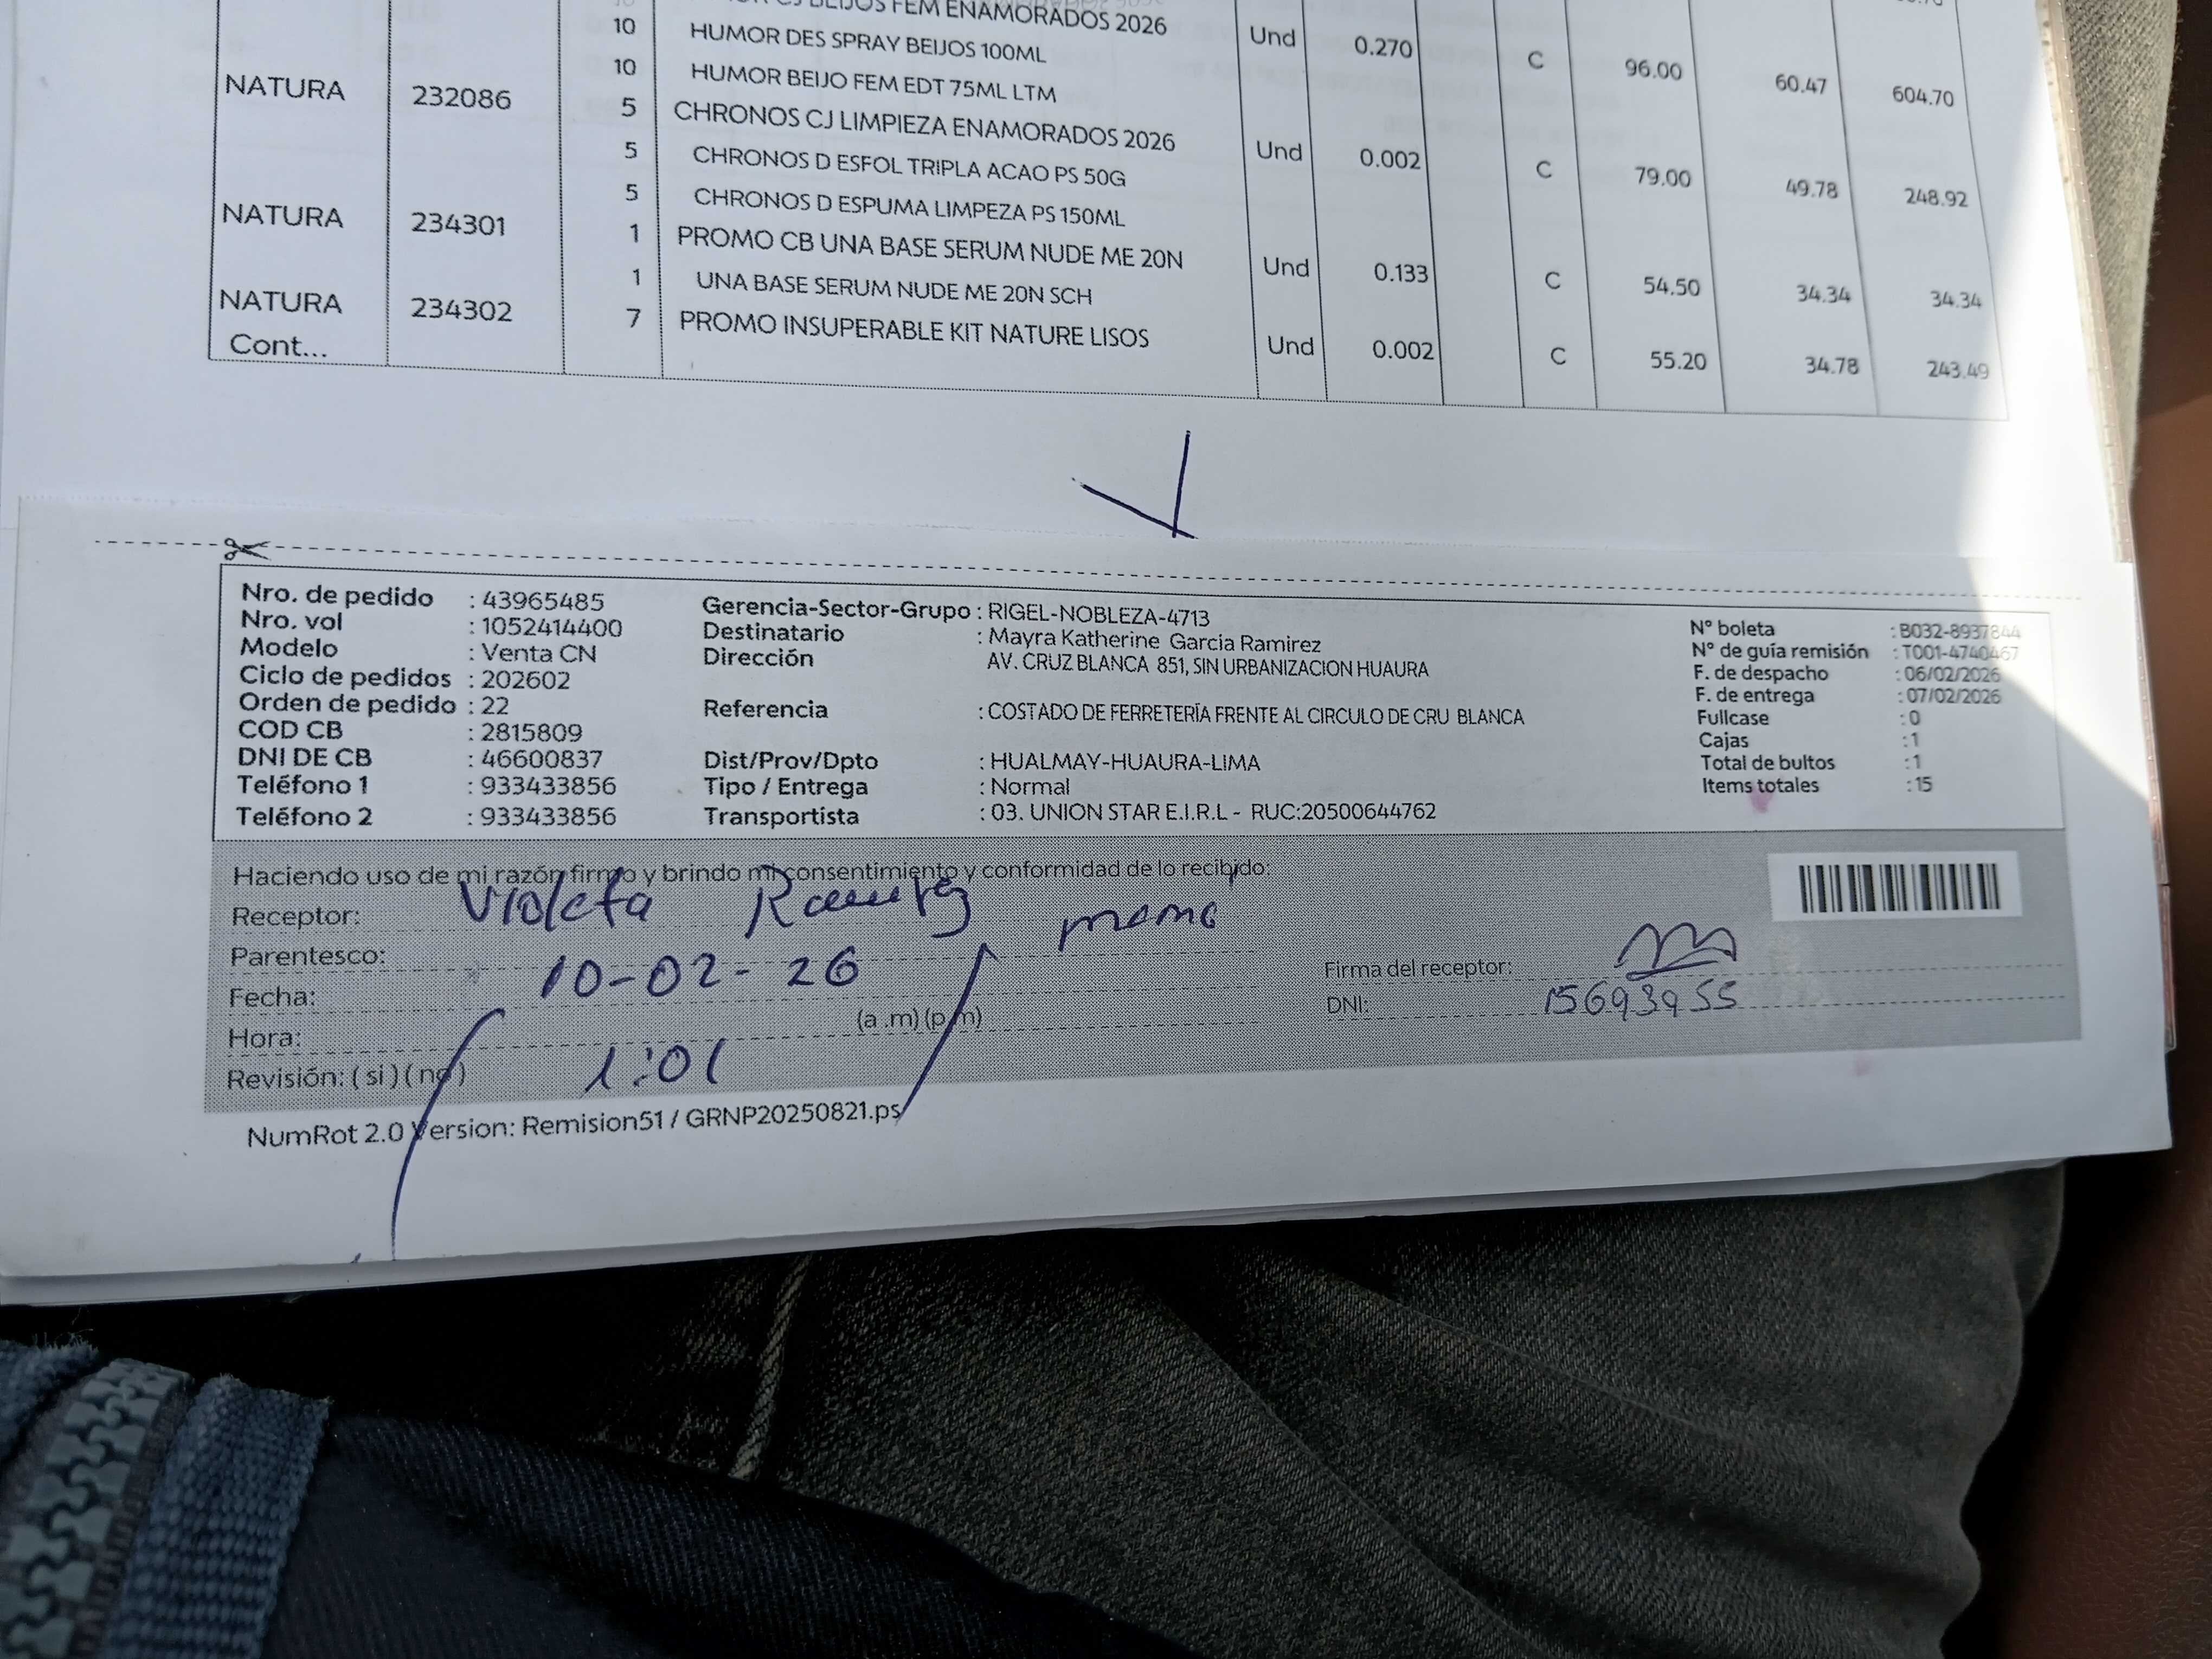 CJ BEIJOS FEM ENAMORADOS 2026 Und 0.270 C 96.00 60.47 604.70
10 HUMOR DES SPRAY BEIJOS 100ML
10 HUMOR BEIJO FEM EDT 75ML LTM
NATURA 232086 5 CHRONOS CJ LIMPIEZA ENAMORADOS 2026 Und 0.002 C 79.00 49.78 248.92
5 CHRONOS D ESFOL TRIPLA ACAO PS 50G
5 CHRONOS D ESPUMA LIMPEZA PS 150ML
NATURA 234301 1 PROMO CB UNA BASE SERUM NUDE ME 20N Und 0.133 C 54.50 34.34 34.34
1 UNA BASE SERUM NUDE ME 20N SCH
NATURA 234302 7 PROMO INSUPERABLE KIT NATURE LISOS Und 0.002 C 55.20 34.78 243.49
Cont...
Nro. de pedido : 43965485
Nro. vol : 1052414400
Modelo : Venta CN
Ciclo de pedidos : 202602
Orden de pedido : 22
COD CB : 2815809
DNI DE CB : 46600837
Teléfono 1 : 933433856
Teléfono 2 : 933433856
Gerencia-Sector-Grupo : RIGEL-NOBLEZA-4713
Destinatario : Mayra Katherine Garcia Ramirez
Dirección AV. CRUZ BLANCA 851, SIN URBANIZACION HUAURA
Referencia : COSTADO DE FERRETERÍA FRENTE AL CIRCULO DE CRU BLANCA
Dist/Prov/Dpto : HUALMAY-HUAURA-LIMA
Tipo / Entrega : Normal
Transportista : 03. UNION STAR E.I.R.L - RUC:20500644762
N° boleta : B032-8937844
N° de guía remisión : T001-4740467
F. de despacho : 06/02/2026
F. de entrega : 07/02/2026
Fullcase : 0
Cajas : 1
Total de bultos : 1
Items totales : 15
Haciendo uso de mi razón firmo y brindo mi consentimiento y conformidad de lo recibido:
Receptor: Violeta Ramirez
Parentesco: mama
Fecha: 10-02-26
Hora: 1:01 (a .m) (p.m)
Revisión: ( si ) ( no )
Firma del receptor:
DNI: 15693955
NumRot 2.0 Version: Remision51 / GRNP20250821.ps